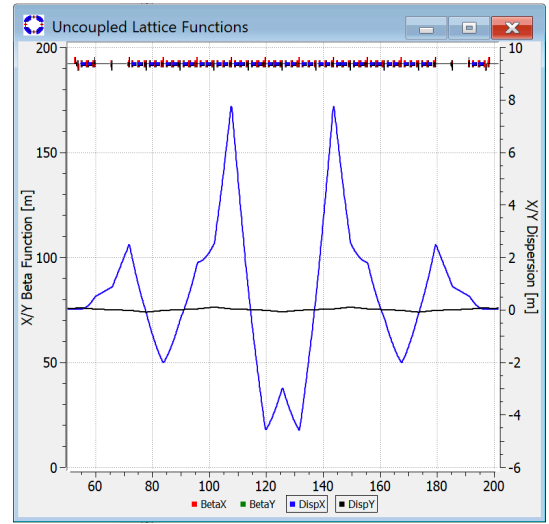 Uncoupled Lattice Functions
200
150
100
50
0
X/Y Beta Function [m]
10
8
6
4
2
0
-2
-4
-6
X/Y Dispersion [m]
60 80 100 120 140 160 180 200
BetaX BetaY DispX DispY